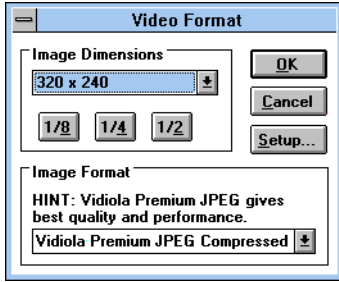 Video Format
Image Dimensions
320 x 240
1/8 1/4 1/2
OK
Cancel
Setup...
Image Format
HINT: Vidiola Premium JPEG gives
best quality and performance.
Vidiola Premium JPEG Compressed